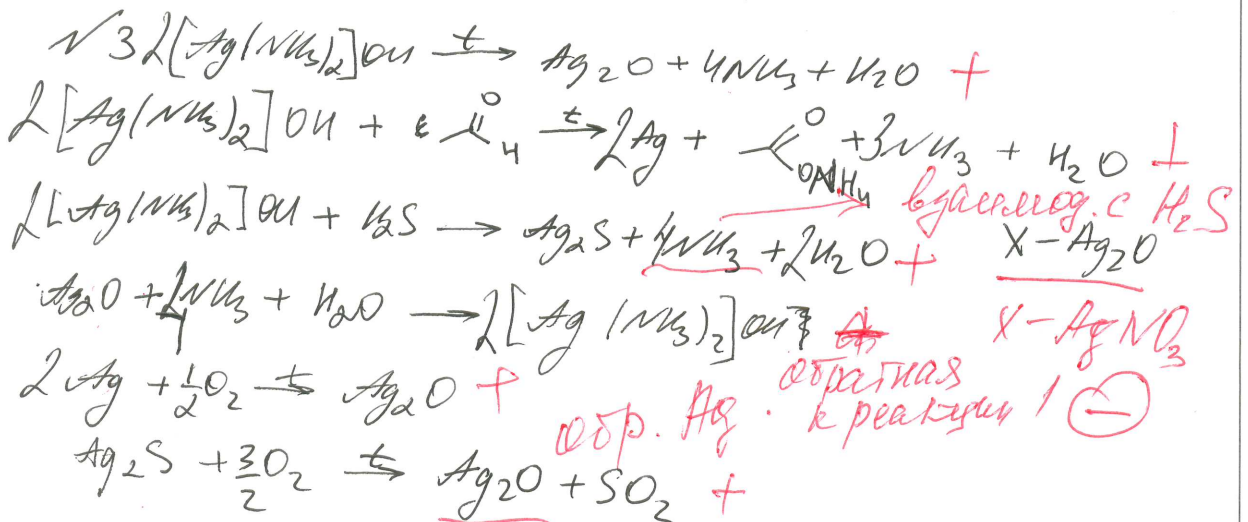 №3 2[Ag(NH₃)₂]OH →(t) Ag₂O + 4NH₃ + H₂O +
2[Ag(NH₃)₂]OH + O H →(t) 2Ag + O ONH₄ + 3NH₃ + H₂O +
2[Ag(NH₃)₂]OH + H₂S → Ag₂S + 4NH₃ + 2H₂O + взаимод. с H₂S
X – Ag₂O
Ag₂O + 4NH₃ + H₂O → 2[Ag(NH₃)₂]OH
X – AgNO₃
обратная к реакции 1 –
2Ag + ½O₂ →(t) Ag₂O +
обр. Ag.
Ag₂S + 3/2 O₂ →(t) Ag₂O + SO₂ +